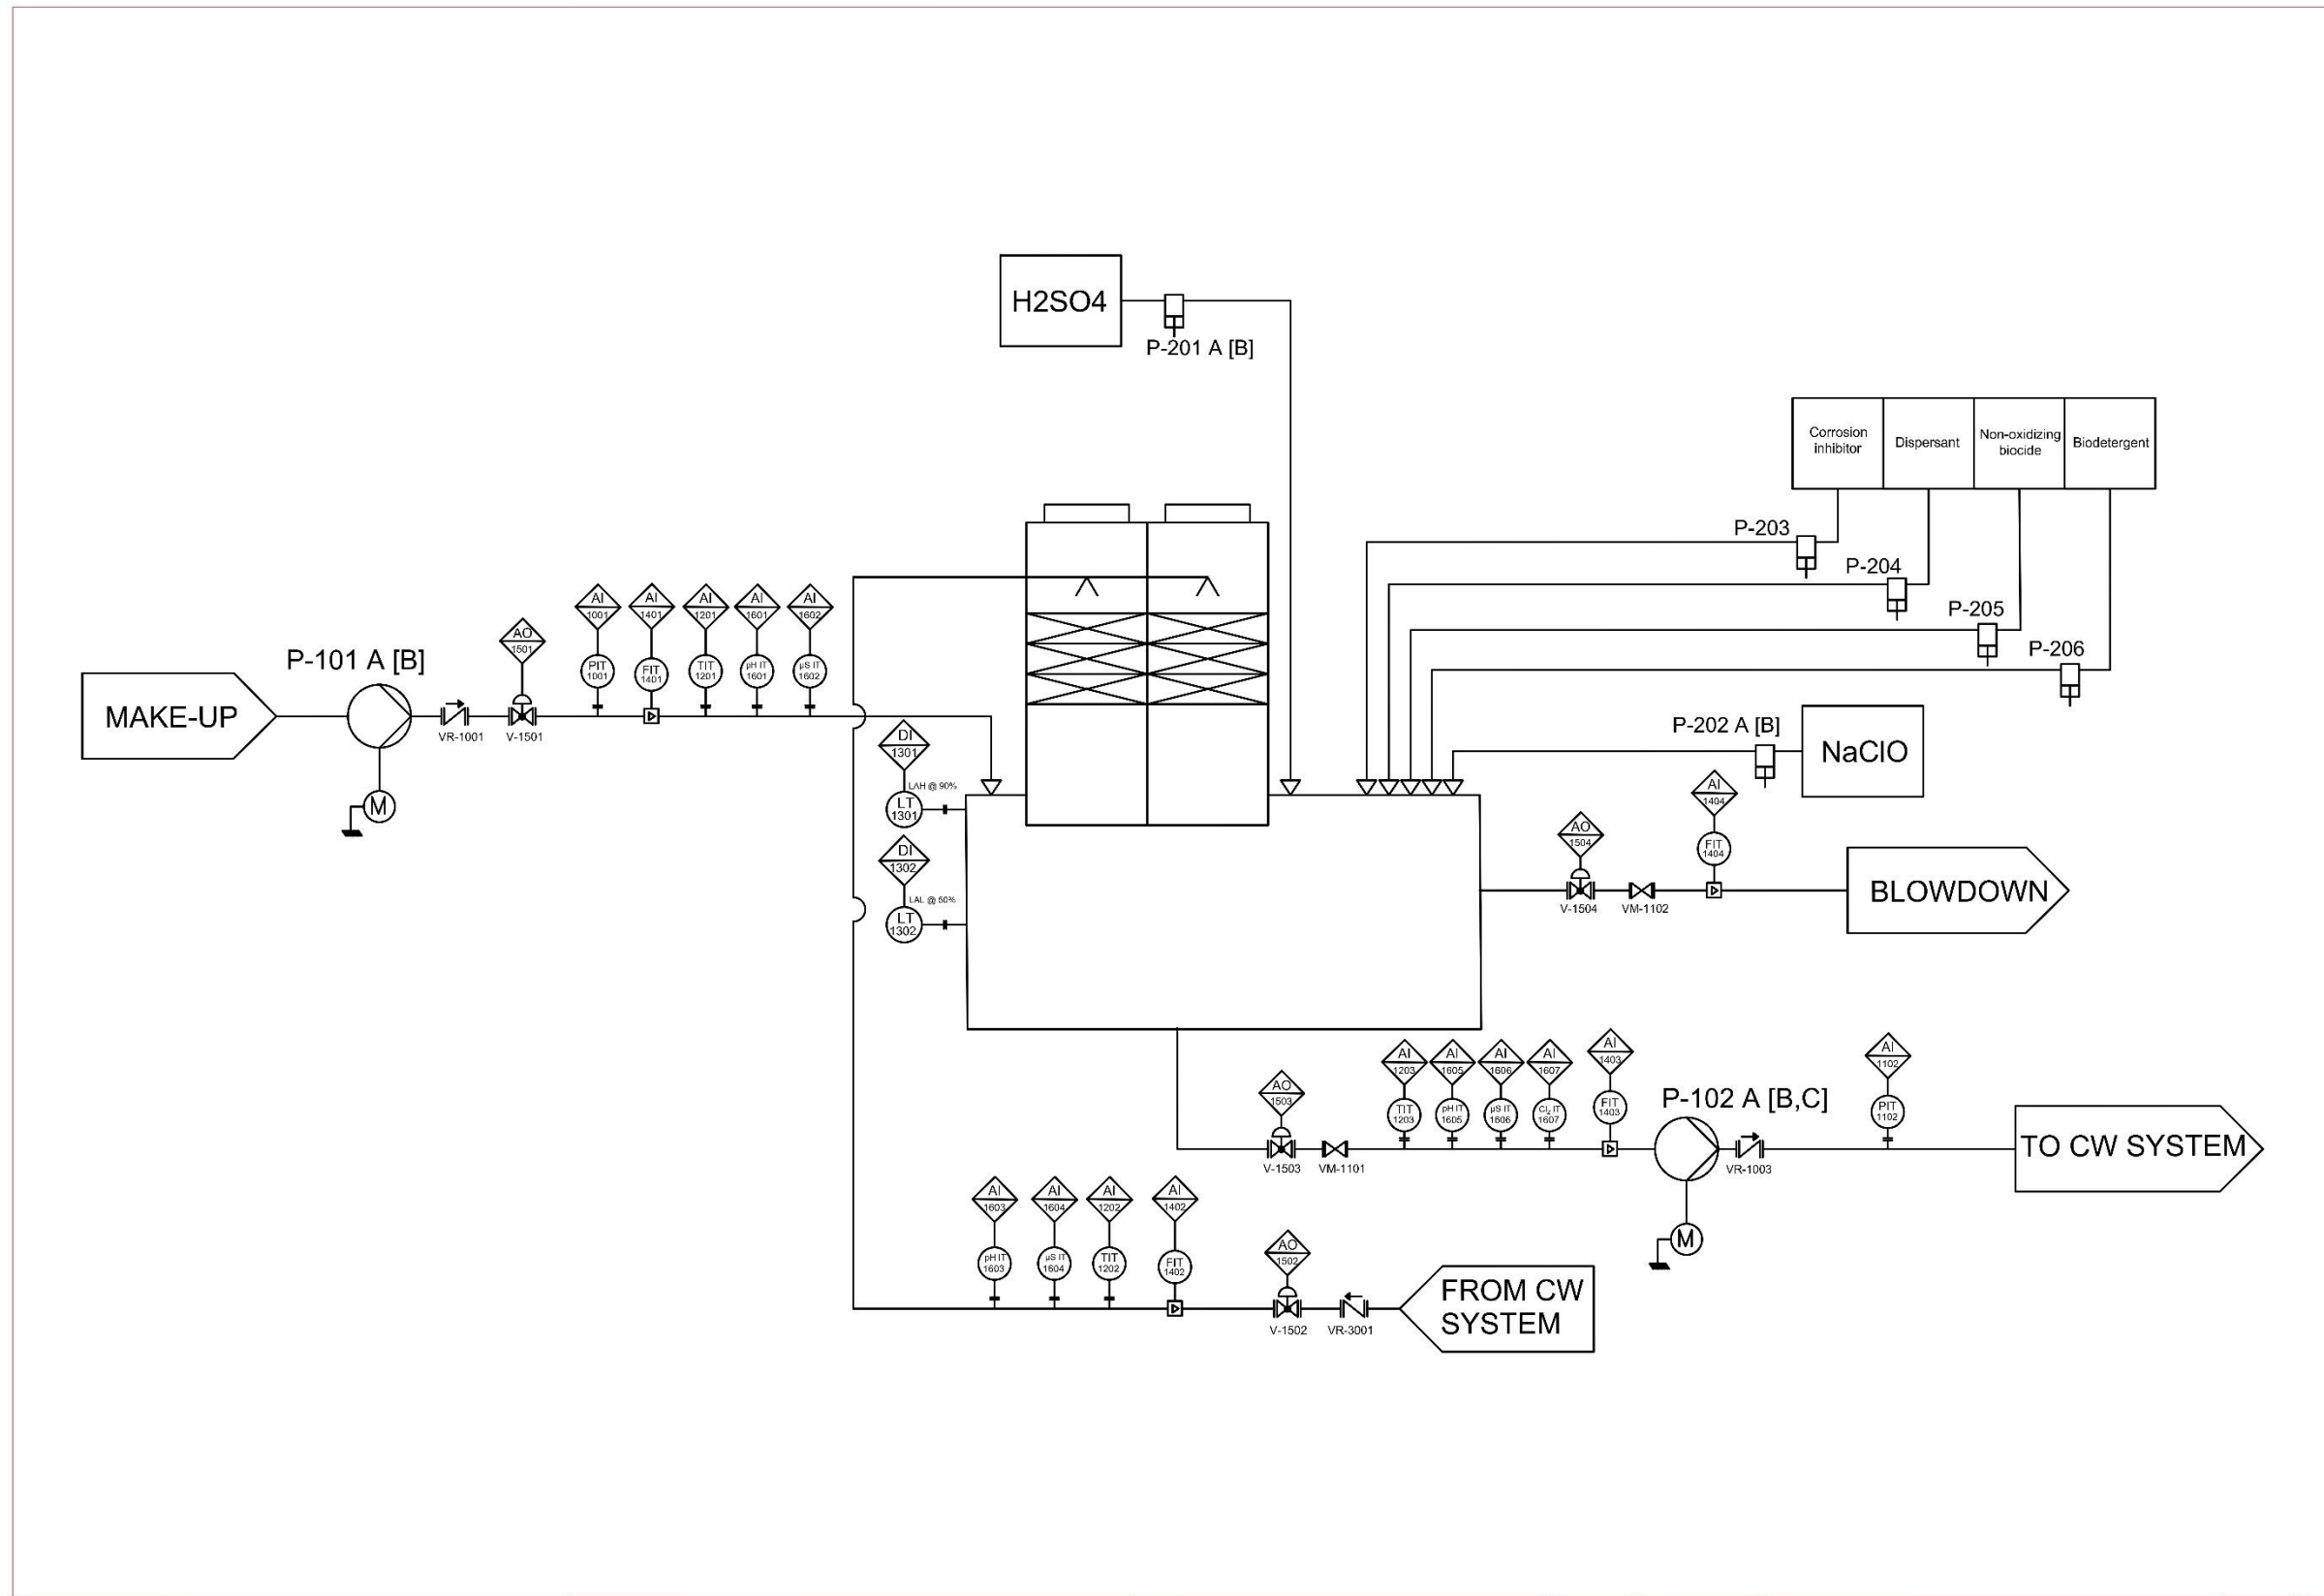 H2SO4
P-201 A [B]
Corrosion
inhibitor
Dispersant
Non-oxidizing
biocide
Biodetergent
P-203
P-204
P-205
P-206
P-202 A [B]
NaClO
MAKE-UP
P-101 A [B]
VR-1001
AO
1501
V-1501
AI
1001
PIT
1001
AI
1401
FIT
1401
AI
1201
TIT
1201
AI
1601
pH IT
1601
AI
1602
µS IT
1602
M
DI
1301
LAH @ 90%
LT
1301
DI
1302
LAL @ 50%
LT
1302
AO
1504
V-1504
VM-1102
AI
1404
FIT
1404
BLOWDOWN
AO
1503
V-1503
VM-1101
AI
1203
TIT
1203
AI
1605
pH IT
1605
AI
1606
µS IT
1606
AI
1607
Cl₂ IT
1607
AI
1403
FIT
1403
P-102 A [B,C]
M
VR-1003
AI
1102
PIT
1102
TO CW SYSTEM
AI
1603
pH IT
1603
AI
1604
µS IT
1604
AI
1202
TIT
1202
AI
1402
FIT
1402
AO
1502
V-1502
VR-3001
FROM CW
SYSTEM